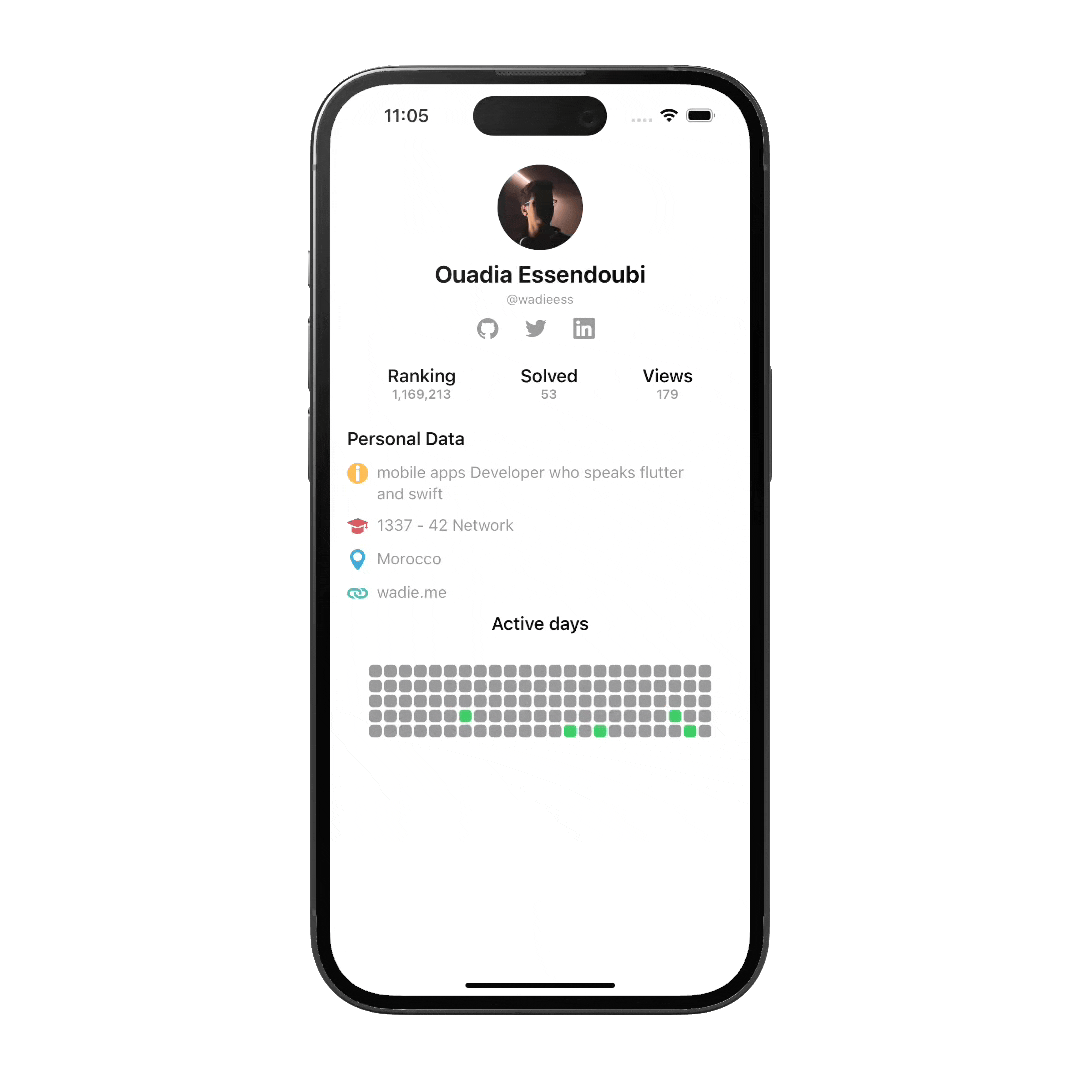 11:05
Ouadia Essendoubi
@wadieess
in
Ranking Solved Views
1,169,213 53 179
Personal Data
mobile apps Developer who speaks flutter
and swift
1337 - 42 Network
Morocco
wadie.me
Active days